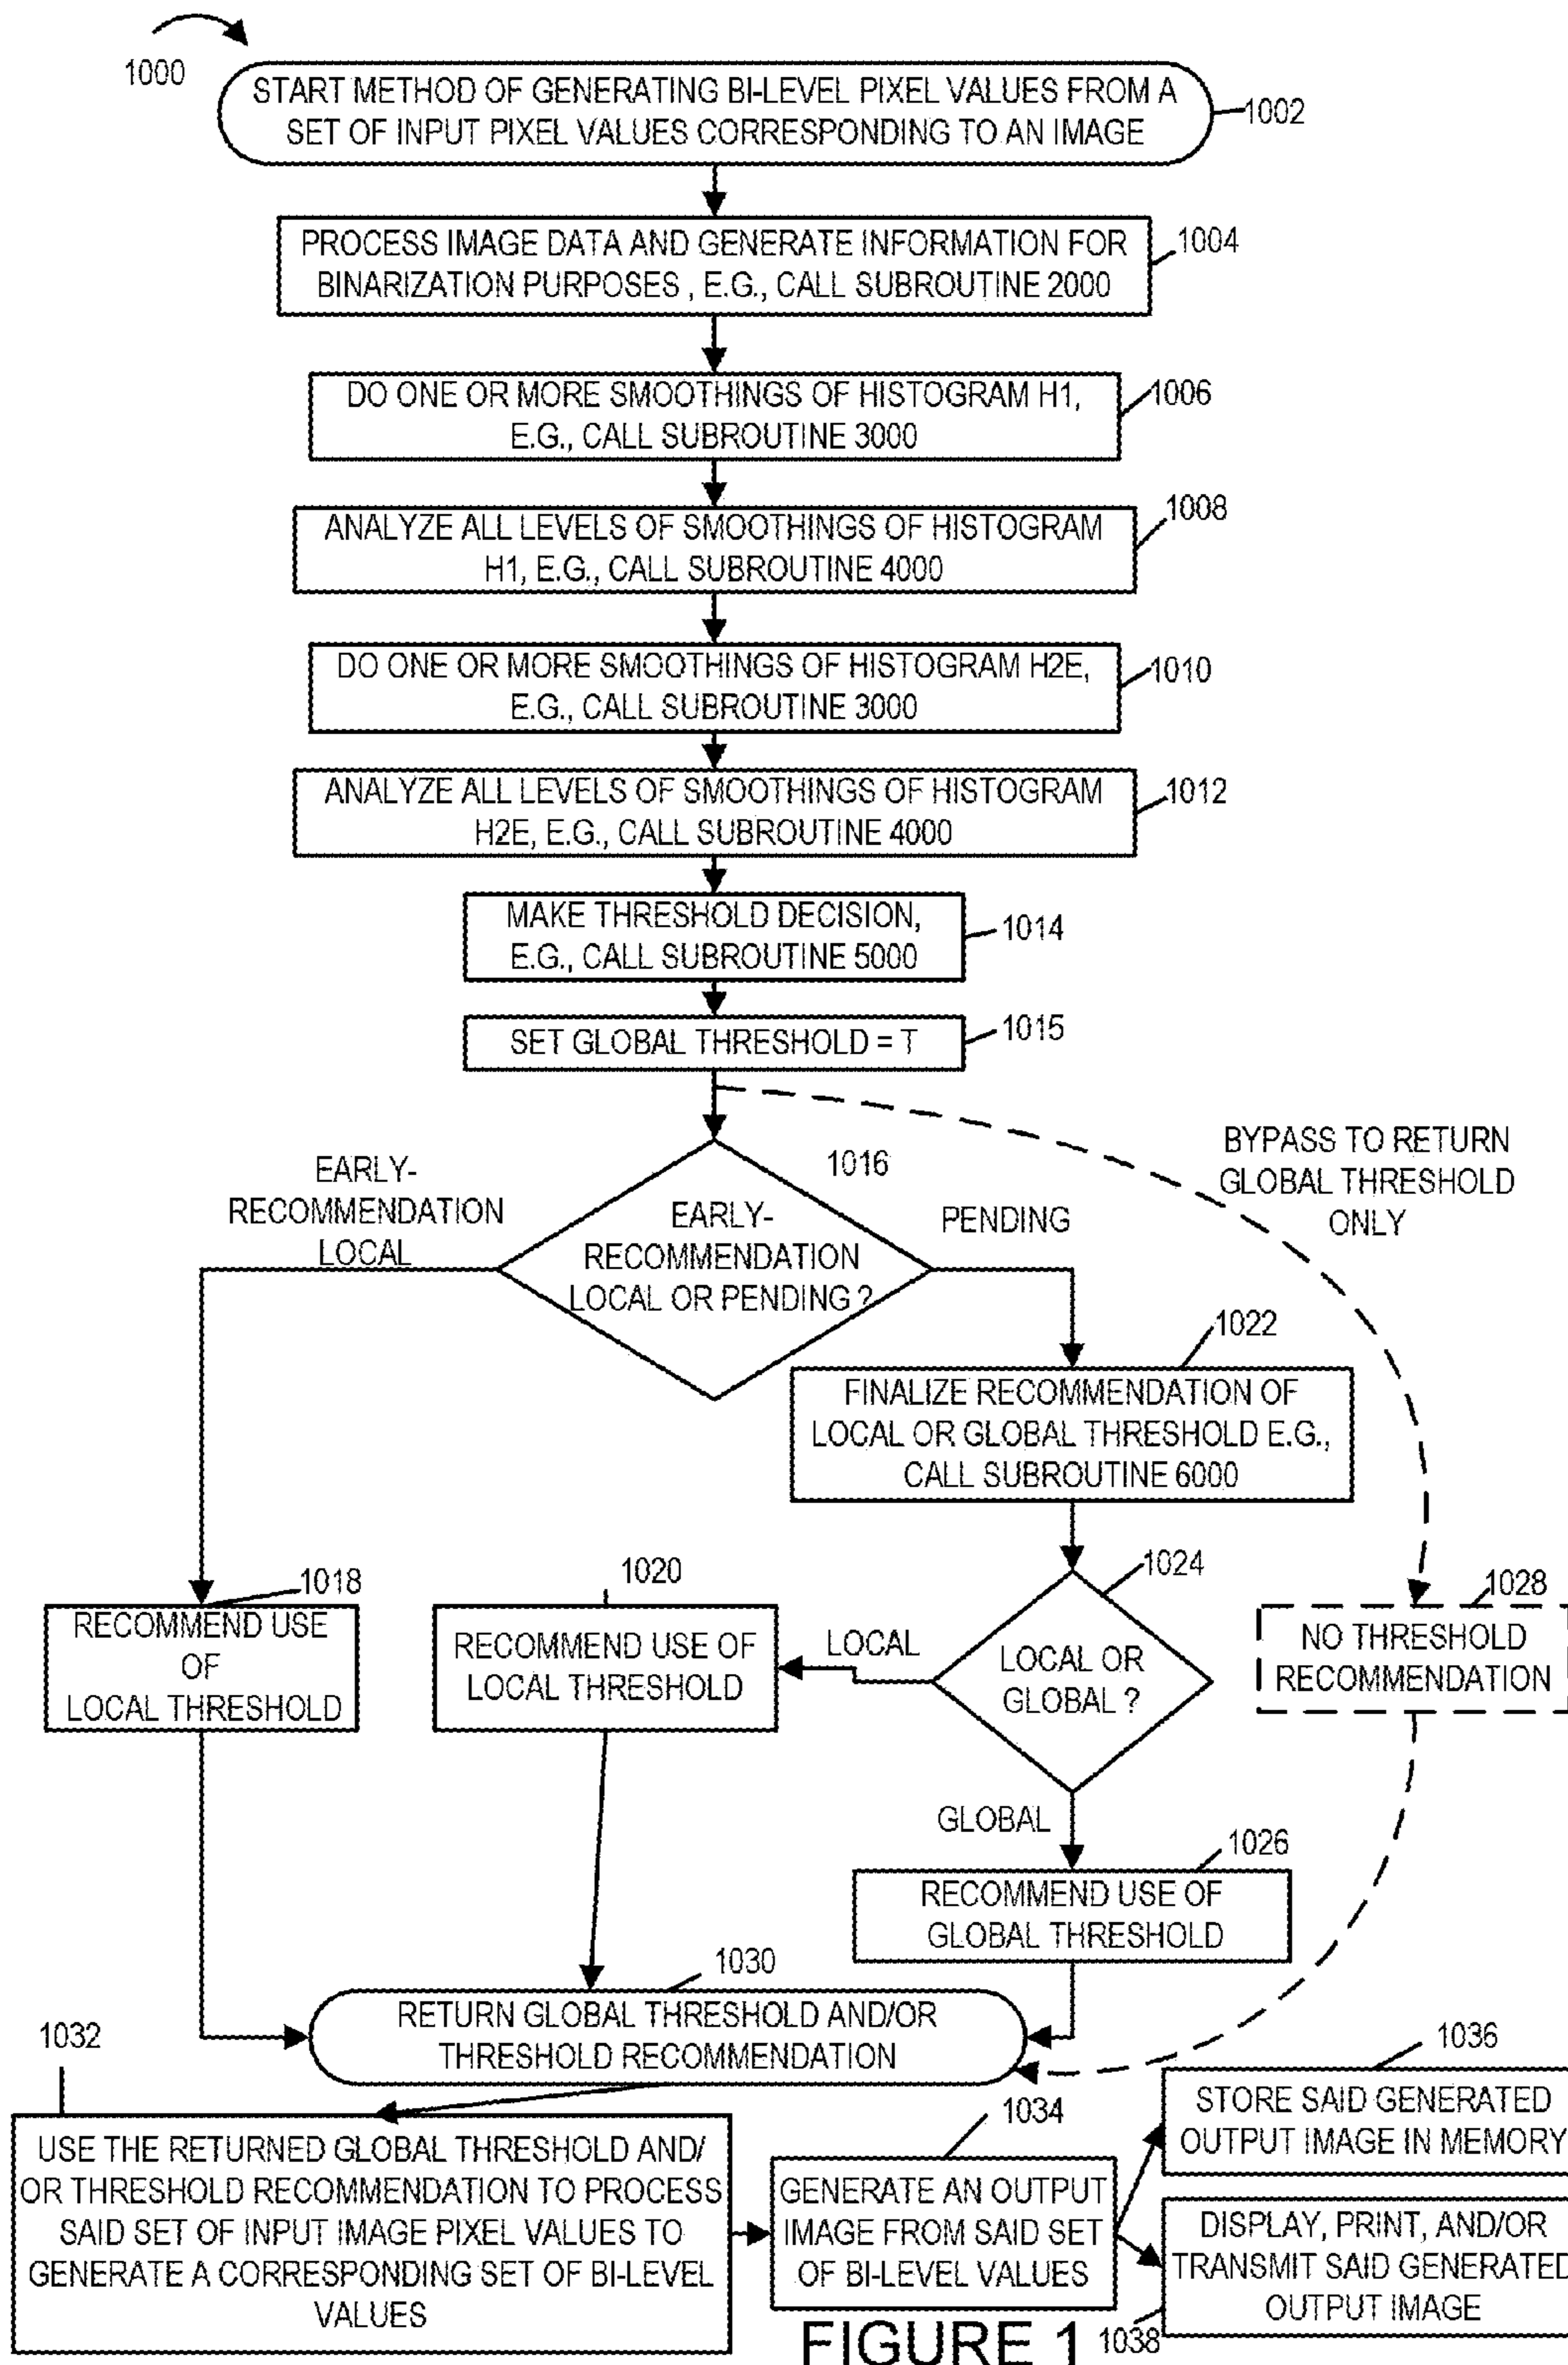 1000
START METHOD OF GENERATING BI-LEVEL PIXEL VALUES FROM A
SET OF INPUT PIXEL VALUES CORRESPONDING TO AN IMAGE
1002
PROCESS IMAGE DATA AND GENERATE INFORMATION FOR
BINARIZATION PURPOSES , E.G., CALL SUBROUTINE 2000
1004
DO ONE OR MORE SMOOTHINGS OF HISTOGRAM H1,
E.G., CALL SUBROUTINE 3000
1006
ANALYZE ALL LEVELS OF SMOOTHINGS OF HISTOGRAM
H1, E.G., CALL SUBROUTINE 4000
1008
DO ONE OR MORE SMOOTHINGS OF HISTOGRAM H2E,
E.G., CALL SUBROUTINE 3000
1010
ANALYZE ALL LEVELS OF SMOOTHINGS OF HISTOGRAM
H2E, E.G., CALL SUBROUTINE 4000
1012
MAKE THRESHOLD DECISION,
E.G., CALL SUBROUTINE 5000
1014
SET GLOBAL THRESHOLD = T
1015
BYPASS TO RETURN
GLOBAL THRESHOLD
ONLY
EARLY-
RECOMMENDATION
LOCAL
1016
EARLY-
RECOMMENDATION
LOCAL OR PENDING ?
PENDING
1022
FINALIZE RECOMMENDATION OF
LOCAL OR GLOBAL THRESHOLD E.G.,
CALL SUBROUTINE 6000
1018
RECOMMEND USE
OF
LOCAL THRESHOLD
1020
RECOMMEND USE OF
LOCAL THRESHOLD
LOCAL
1024
LOCAL OR
GLOBAL ?
1028
NO THRESHOLD
RECOMMENDATION
GLOBAL
1026
RECOMMEND USE OF
GLOBAL THRESHOLD
1030
RETURN GLOBAL THRESHOLD AND/OR
THRESHOLD RECOMMENDATION
1032
USE THE RETURNED GLOBAL THRESHOLD AND/
OR THRESHOLD RECOMMENDATION TO PROCESS
SAID SET OF INPUT IMAGE PIXEL VALUES TO
GENERATE A CORRESPONDING SET OF BI-LEVEL
VALUES
1034
GENERATE AN OUTPUT
IMAGE FROM SAID SET
OF BI-LEVEL VALUES
1036
STORE SAID GENERATED
OUTPUT IMAGE IN MEMORY
DISPLAY, PRINT, AND/OR
TRANSMIT SAID GENERATED
OUTPUT IMAGE
1038
FIGURE 1